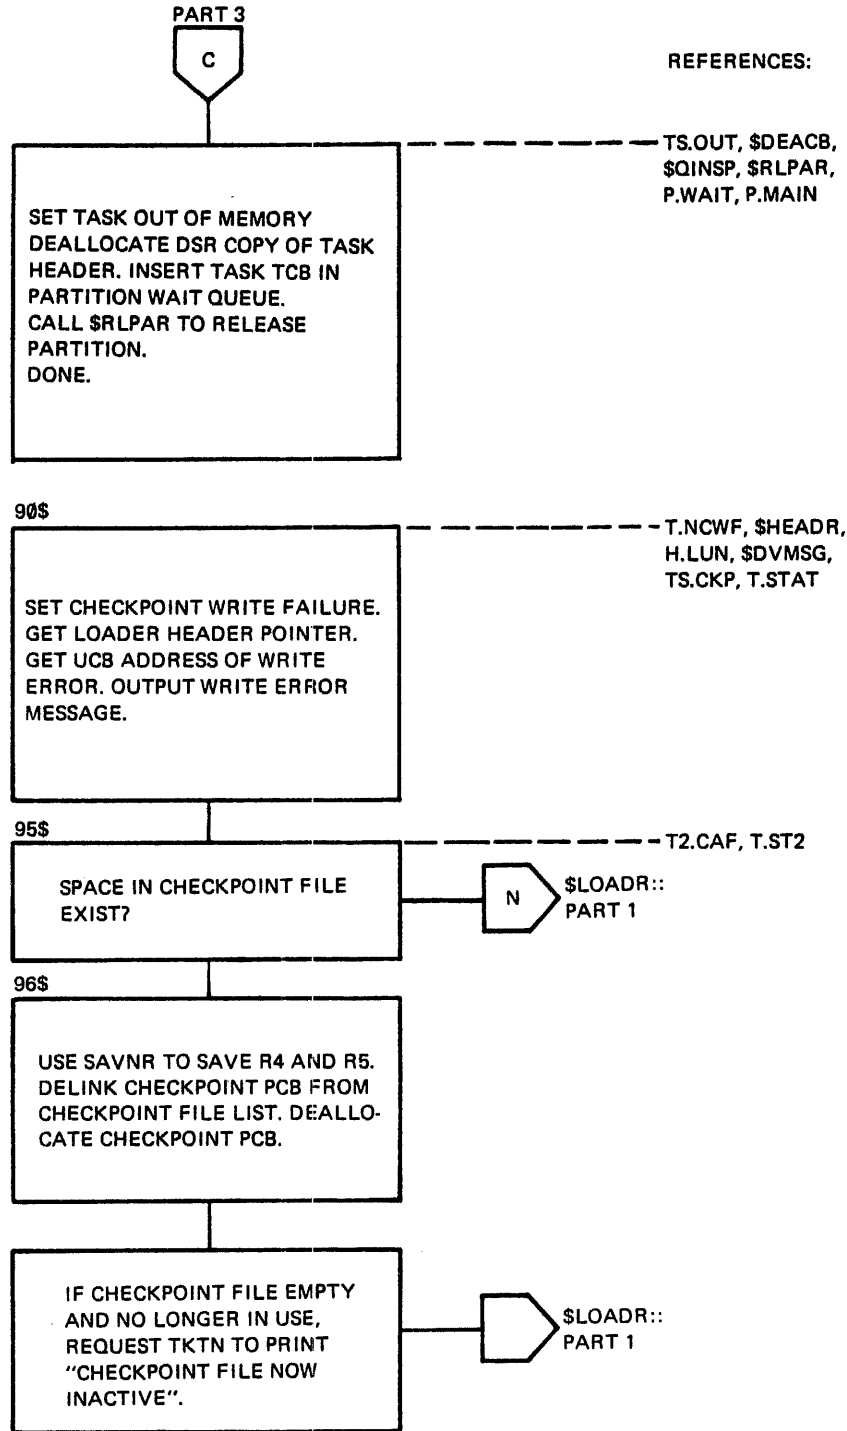 PART 3
C
REFERENCES:
TS.OUT, $DEACB,
$QINSP, $RLPAR,
P.WAIT, P.MAIN
SET TASK OUT OF MEMORY
DEALLOCATE DSR COPY OF TASK
HEADER. INSERT TASK TCB IN
PARTITION WAIT QUEUE.
CALL $RLPAR TO RELEASE
PARTITION.
DONE.
90$
T.NCWF, $HEADR,
H.LUN, $DVMSG,
TS.CKP, T.STAT
SET CHECKPOINT WRITE FAILURE.
GET LOADER HEADER POINTER.
GET UCB ADDRESS OF WRITE
ERROR. OUTPUT WRITE ERROR
MESSAGE.
95$
T2.CAF, T.ST2
SPACE IN CHECKPOINT FILE
EXIST?
N
$LOADR::
PART 1
96$
USE SAVNR TO SAVE R4 AND R5.
DELINK CHECKPOINT PCB FROM
CHECKPOINT FILE LIST. DEALLO-
CATE CHECKPOINT PCB.
IF CHECKPOINT FILE EMPTY
AND NO LONGER IN USE,
REQUEST TKTN TO PRINT
"CHECKPOINT FILE NOW
INACTIVE".
$LOADR::
PART 1